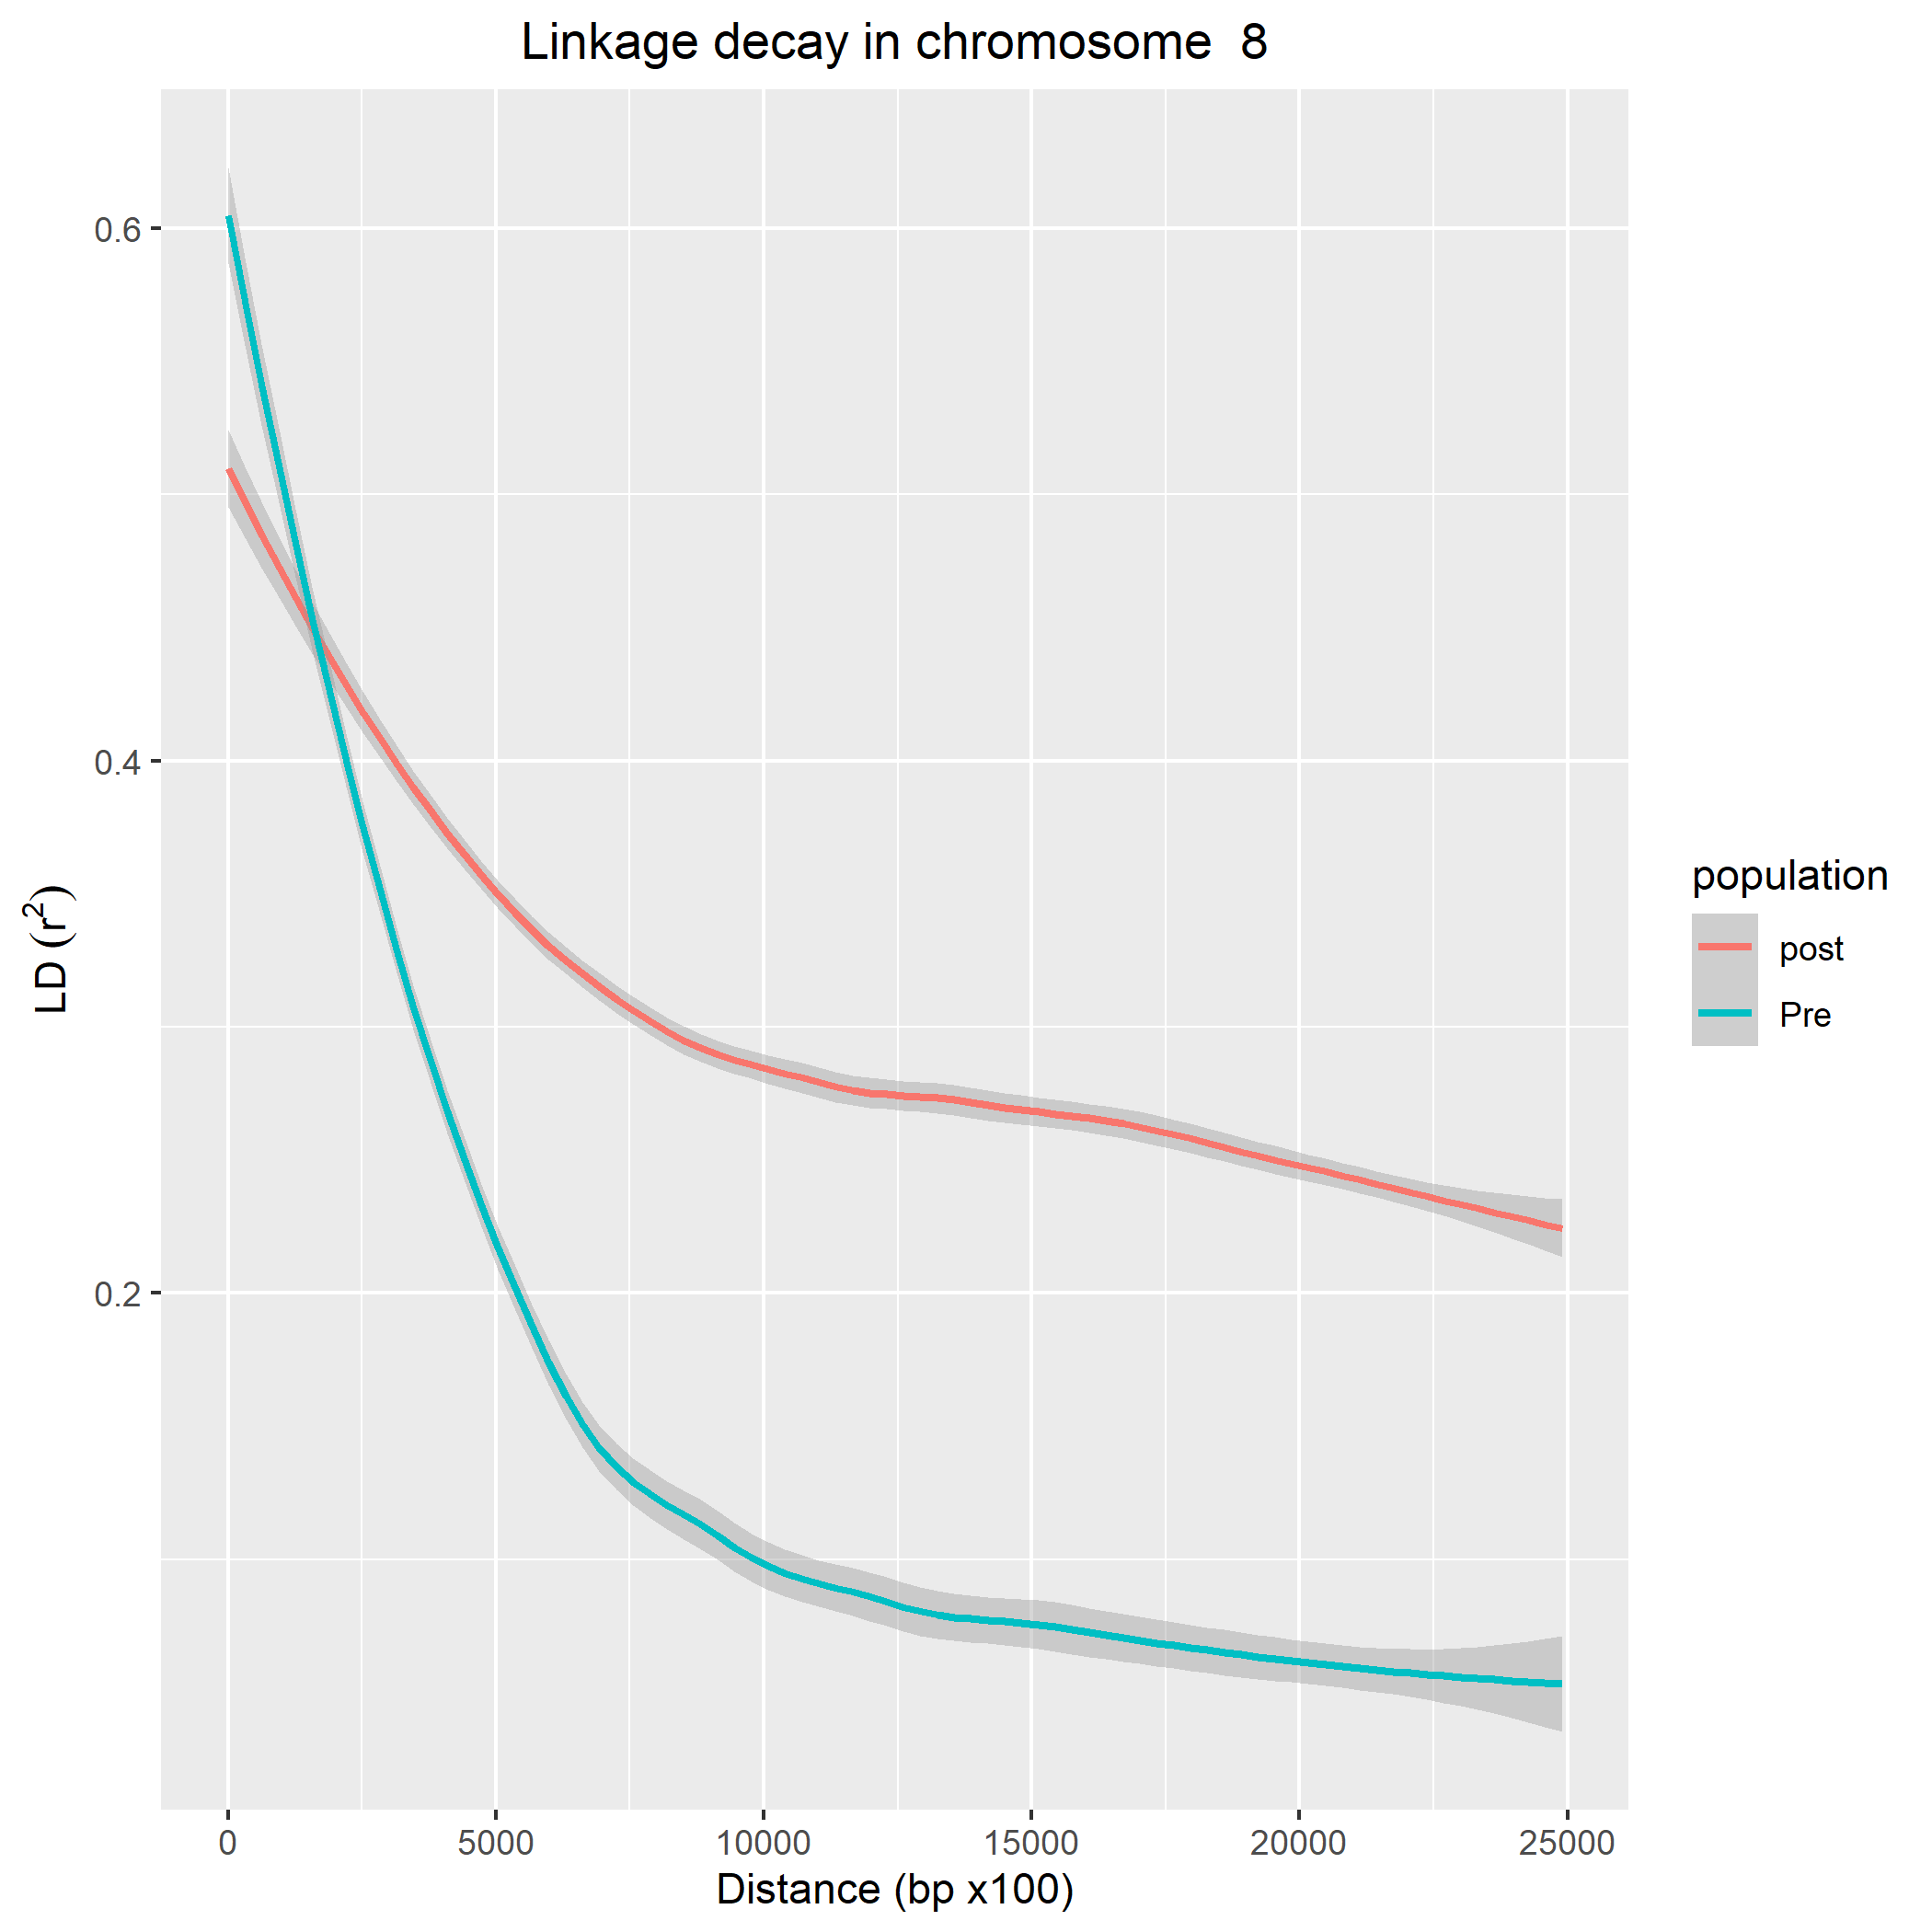 Linkage decay in chromosome  8
0.6
0.4
0.2
LD (r²)
0 5000 10000 15000 20000 25000
Distance (bp x100)
population
post
Pre